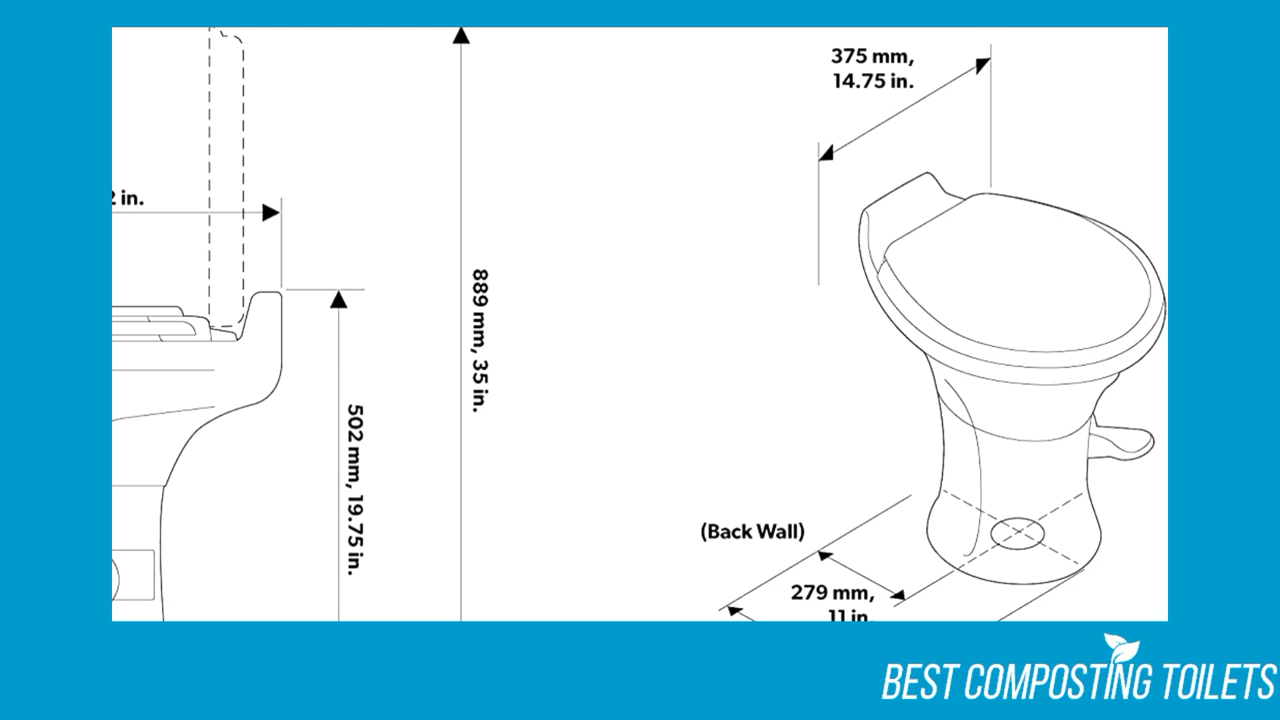 375 mm,
14.75 in.
in.
889 mm, 35 in.
502 mm, 19.75 in.
(Back Wall)
279 mm,
11 in.
BEST COMPOSTING TOILETS